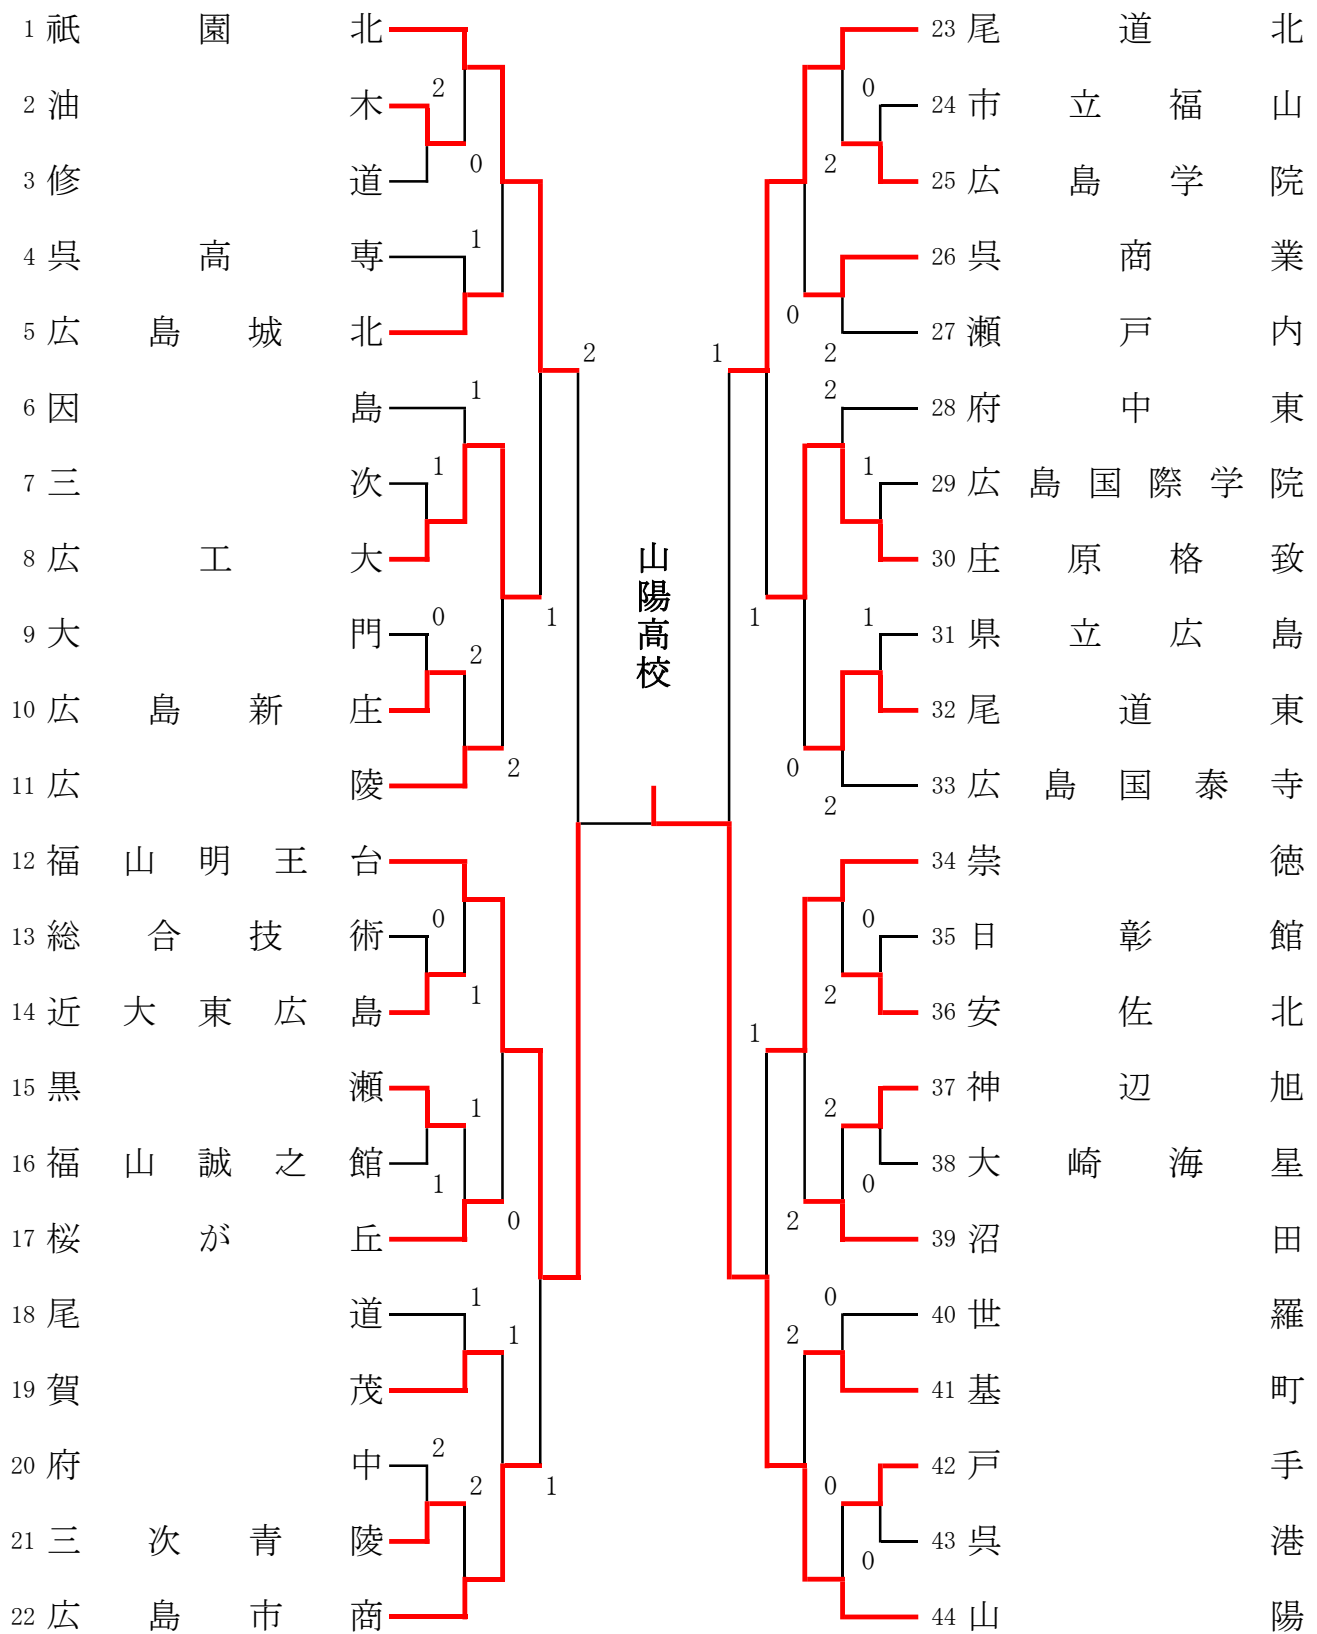 1 祇園北
2 油木
3 修道
4 呉高専
5 広島城北
6 因島
7 三次
8 広工大
9 大門
10 広島新庄
11 広陵
12 福山明王台
13 総合技術
14 近大東広島
15 黒瀬
16 福山誠之館
17 桜が丘
18 尾道
19 賀茂
20 府中
21 三次青陵
22 広島市商
2
0
1
1
1
0
2
2
1
2
0
1
1
1
0
1
1
2
2
1
山陽高校
1
0
2
0
2
2
1
1
1
0
2
0
2
1
2
0
2
0
2
0
0
23 尾道北
24 市立福山
25 広島学院
26 呉商業
27 瀬戸内
28 府中東
29 広島国際学院
30 庄原格致
31 県立広島
32 尾道東
33 広島国泰寺
34 崇徳
35 日彰館
36 安佐北
37 神辺旭
38 大崎海星
39 沼田
40 世羅
41 基町
42 戸手
43 呉港
44 山陽